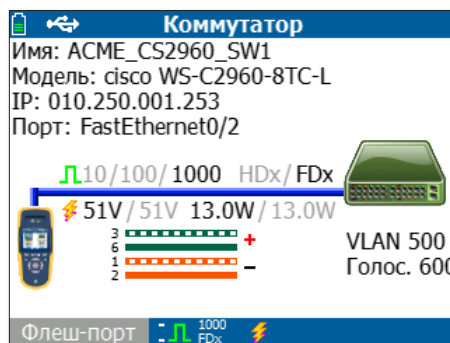 Коммутатор
Имя: ACME_CS2960_SW1
Модель: cisco WS-C2960-8TC-L
IP: 010.250.001.253
Порт: FastEthernet0/2
10/100/1000 HDx/FDx
51V/51V 13.0W/13.0W
3
6 +
1
2 –
VLAN 500
Голос. 600
Флеш-порт 1000
FDx